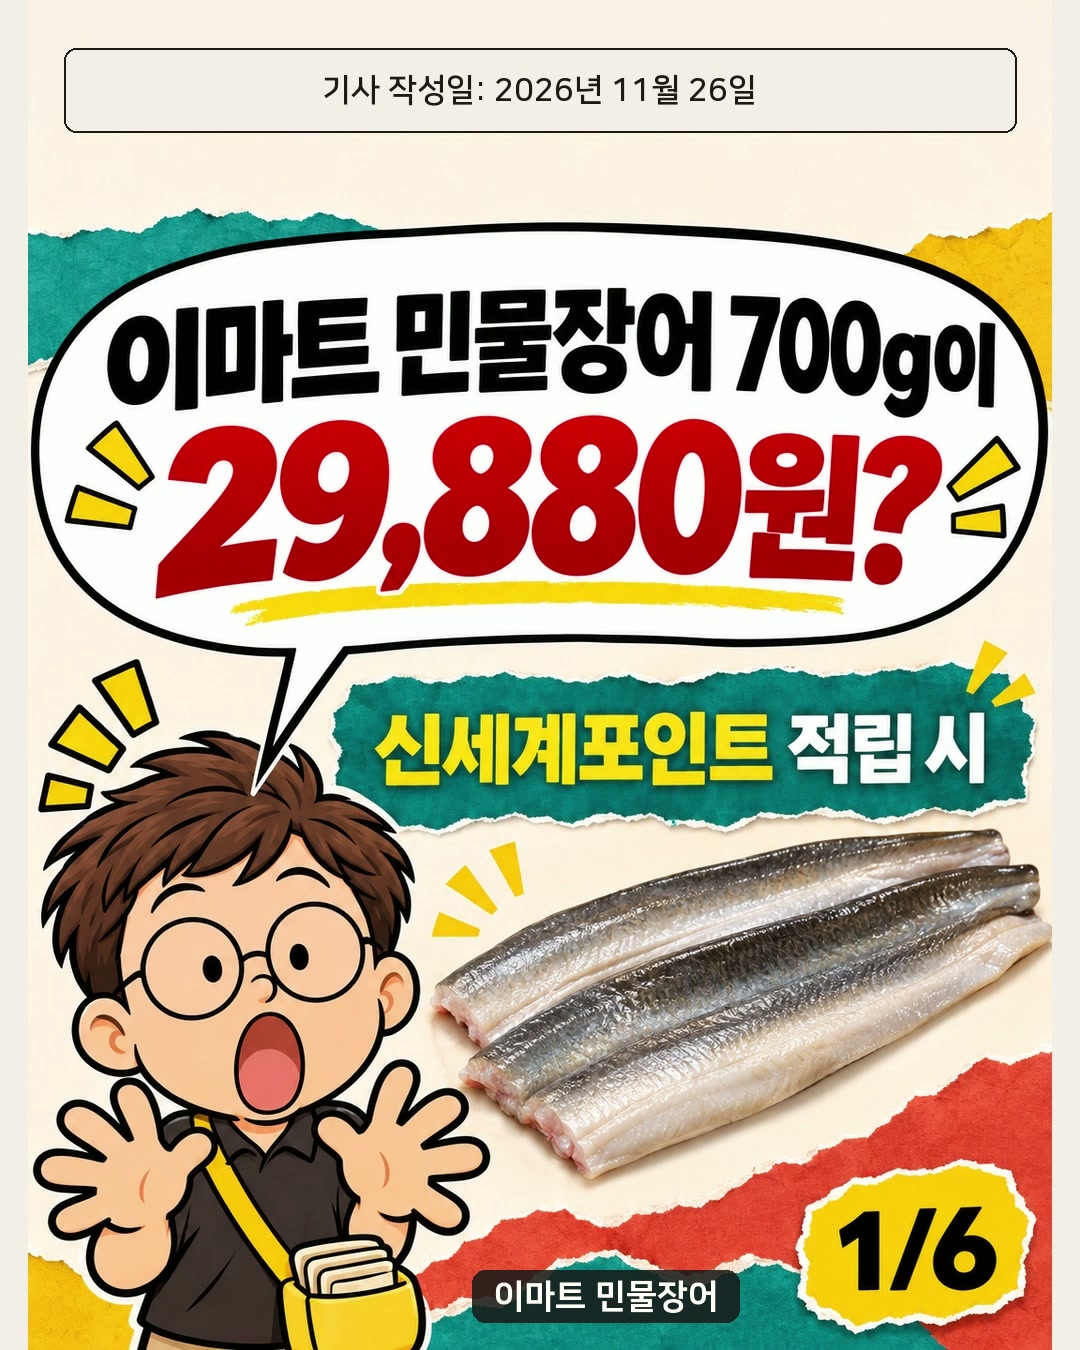 기사 작성일: 2026년 11월 26일
이마트 민물장어 700g이
29,880원?
신세계포인트 적립 시
1/6
이마트 민물장어